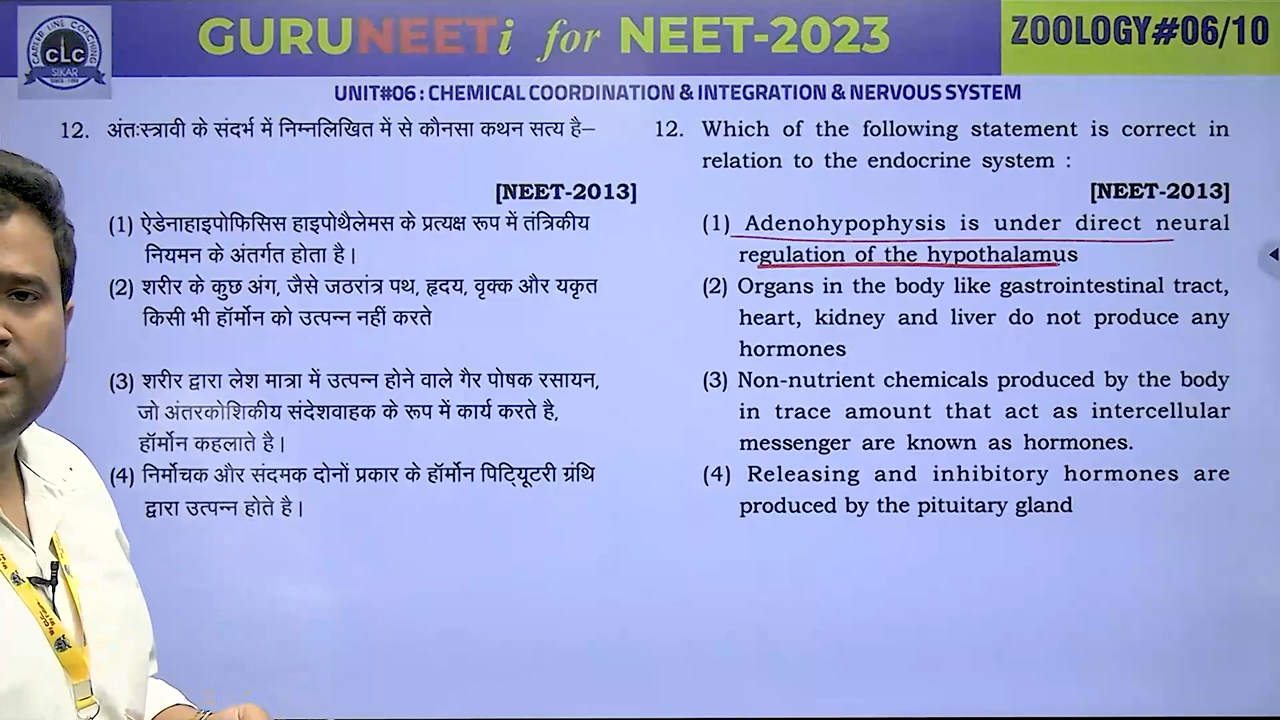 CAREER LINE COACHING
CLC
SIKAR
GURUNEETi for NEET-2023
ZOOLOGY#06/10
UNIT#06 : CHEMICAL COORDINATION & INTEGRATION & NERVOUS SYSTEM
12. अंतःस्त्रावी के संदर्भ में निम्नलिखित में से कौनसा कथन सत्य है–
[NEET-2013]
(1) ऐडेनाहाइपोफिसिस हाइपोथैलेमस के प्रत्यक्ष रूप में तंत्रिकीय
नियमन के अंतर्गत होता है।
(2) शरीर के कुछ अंग, जैसे जठरांत्र पथ, हृदय, वृक्क और यकृत
किसी भी हॉर्मोन को उत्पन्न नहीं करते
(3) शरीर द्वारा लेश मात्रा में उत्पन्न होने वाले गैर पोषक रसायन,
जो अंतरकोशिकीय संदेशवाहक के रूप में कार्य करते है,
हॉर्मोन कहलाते है।
(4) निर्मोचक और संदमक दोनों प्रकार के हॉर्मोन पिट्यूिटरी ग्रंथि
द्वारा उत्पन्न होते है।
12. Which of the following statement is correct in
relation to the endocrine system :
[NEET-2013]
(1) Adenohypophysis is under direct neural
regulation of the hypothalamus
(2) Organs in the body like gastrointestinal tract,
heart, kidney and liver do not produce any
hormones
(3) Non-nutrient chemicals produced by the body
in trace amount that act as intercellular
messenger are known as hormones.
(4) Releasing and inhibitory hormones are
produced by the pituitary gland
CLC